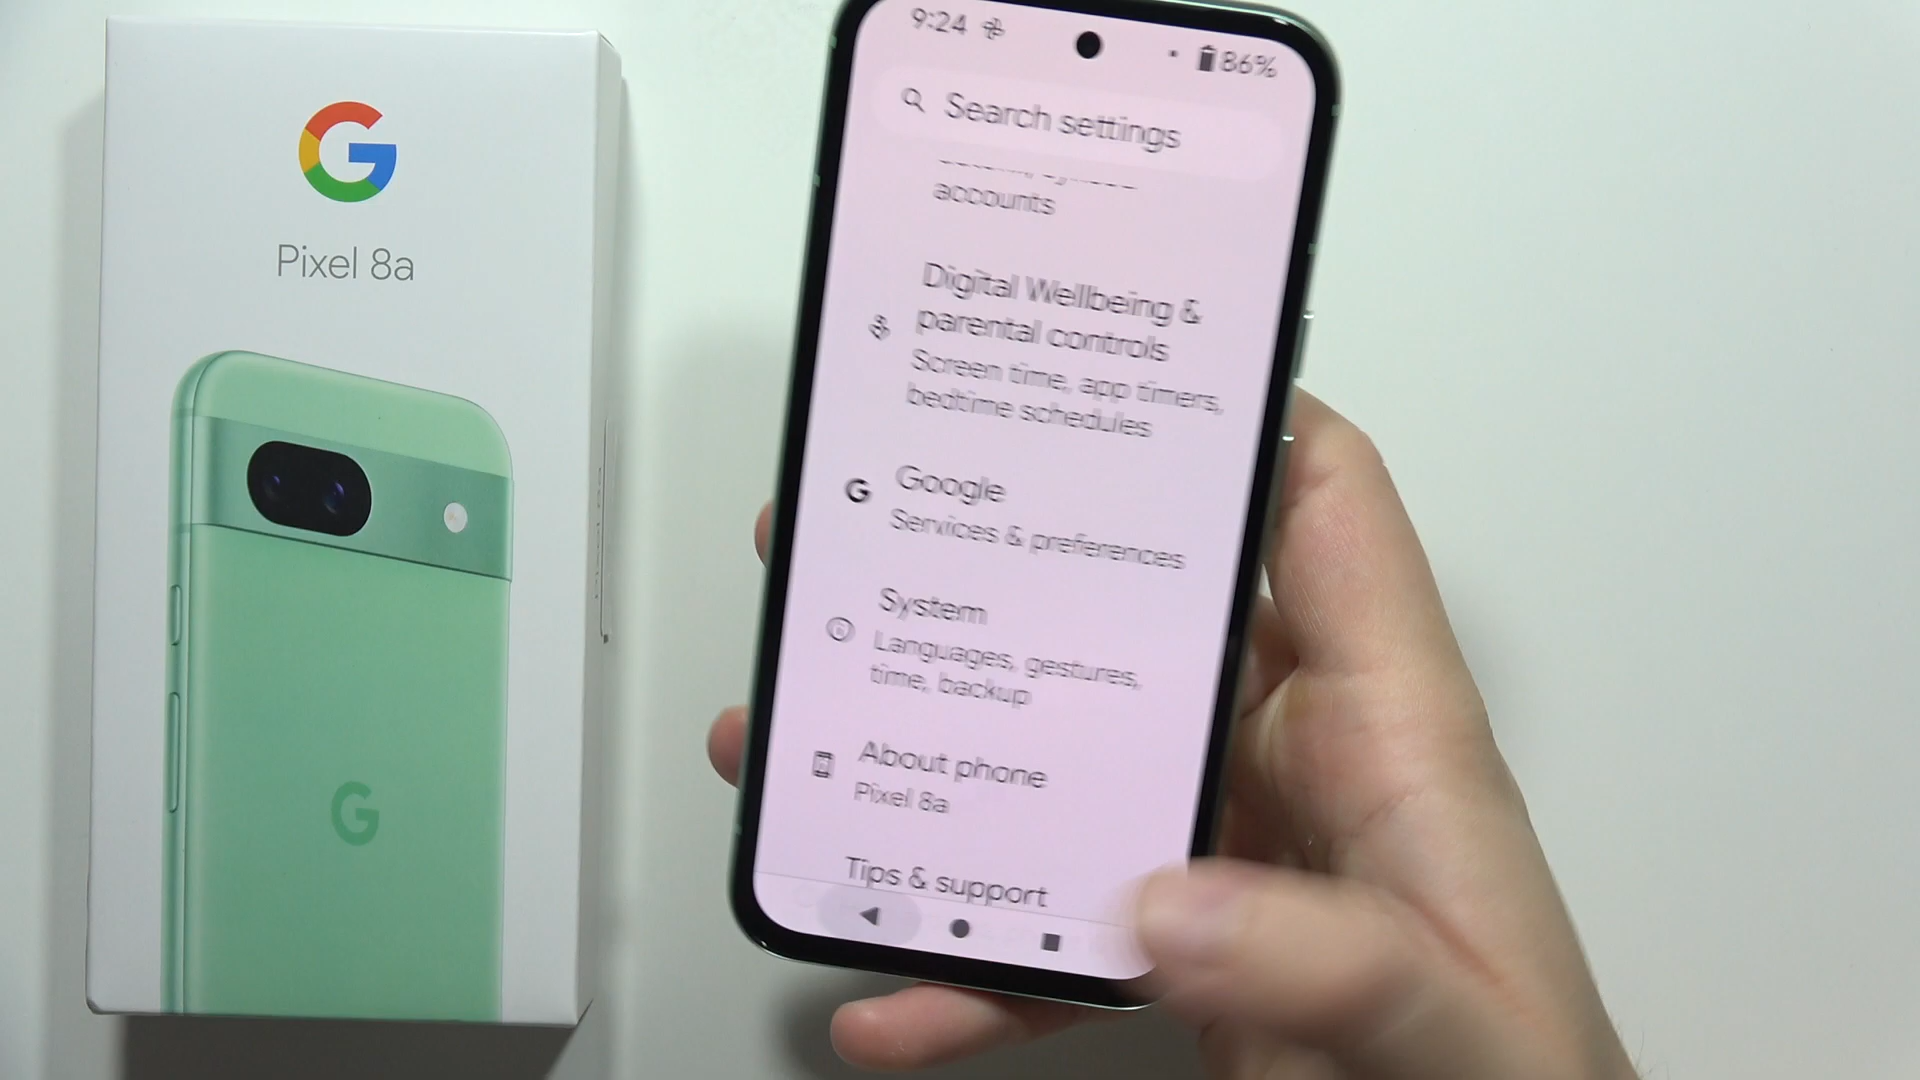 Pixel 8a
9:24
86%
Search settings
accounts
Digital Wellbeing &
parental controls
Screen time, app timers,
bedtime schedules
Google
Services & preferences
System
Languages, gestures,
time, backup
About phone
Pixel 8a
Tips & support